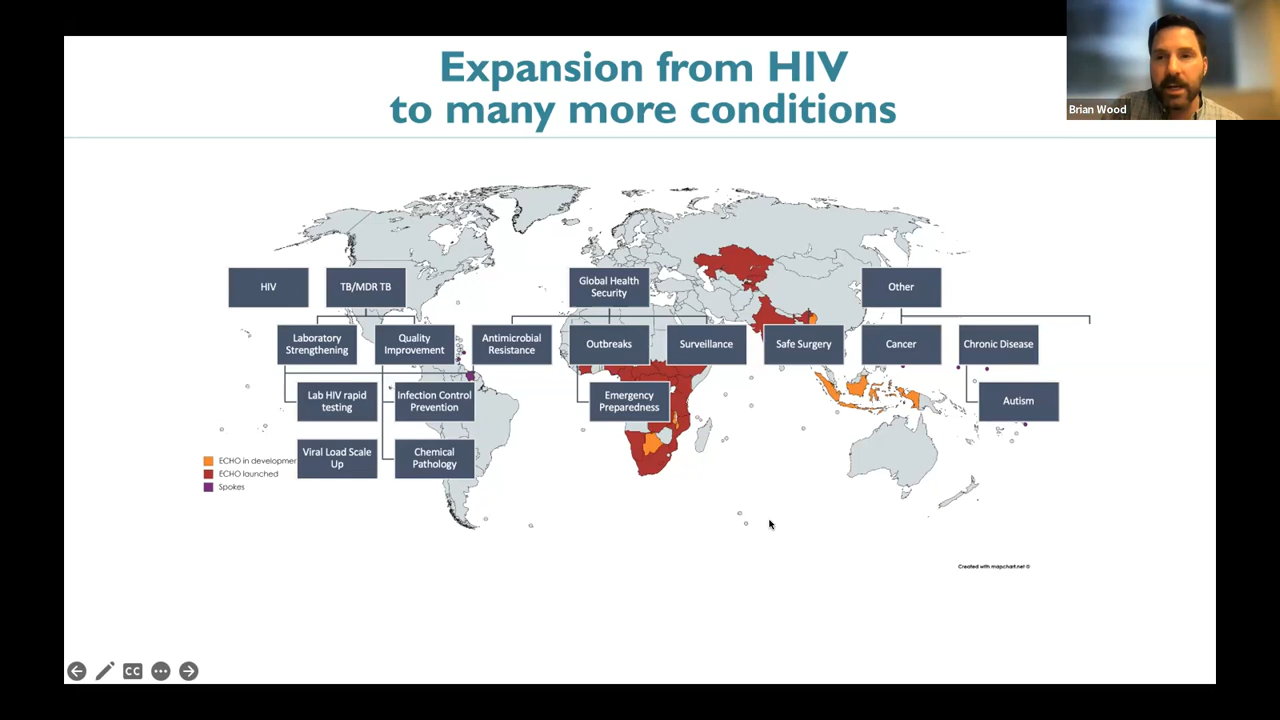 Expansion from HIV
to many more conditions
Brian Wood
HIV
TB/MDR TB
Global Health
Security
Other
Laboratory
Strengthening
Quality
Improvement
Antimicrobial
Resistance
Outbreaks
Surveillance
Safe Surgery
Cancer
Chronic Disease
Lab HIV rapid
testing
Infection Control
Prevention
Emergency
Preparedness
Autism
Viral Load Scale
Up
Chemical
Pathology
ECHO in developmen
ECHO launched
Spokes
Created with mapchart.net ©
CC